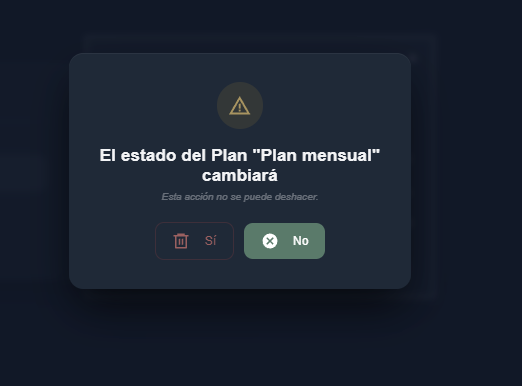 El estado del Plan "Plan mensual"
cambiará
Esta acción no se puede deshacer.
Sí
No